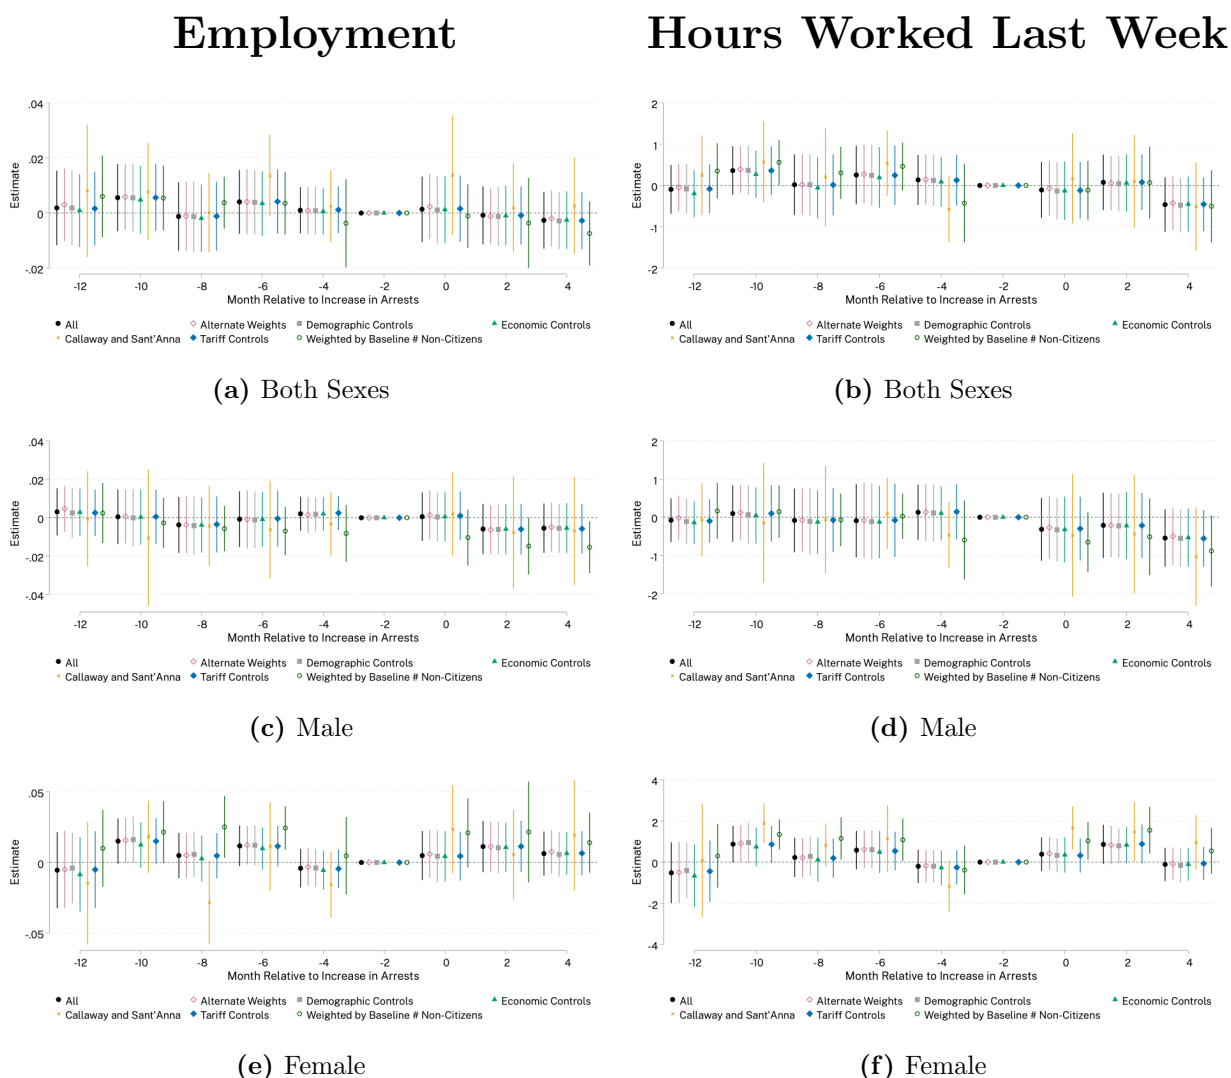 Employment
Hours Worked Last Week
.04
.02
0
-.02
Estimate
-12 -10 -8 -6 -4 -2 0 2 4
Month Relative to Increase in Arrests
All Alternate Weights Demographic Controls Economic Controls
Callaway and Sant'Anna Tariff Controls Weighted by Baseline # Non-Citizens
(a) Both Sexes
2
1
0
-1
-2
Estimate
-12 -10 -8 -6 -4 -2 0 2 4
Month Relative to Increase in Arrests
All Alternate Weights Demographic Controls Economic Controls
Callaway and Sant'Anna Tariff Controls Weighted by Baseline # Non-Citizens
(b) Both Sexes
.04
.02
0
-.02
-.04
Estimate
-12 -10 -8 -6 -4 -2 0 2 4
Month Relative to Increase in Arrests
All Alternate Weights Demographic Controls Economic Controls
Callaway and Sant'Anna Tariff Controls Weighted by Baseline # Non-Citizens
(c) Male
2
1
0
-1
-2
Estimate
-12 -10 -8 -6 -4 -2 0 2 4
Month Relative to Increase in Arrests
All Alternate Weights Demographic Controls Economic Controls
Callaway and Sant'Anna Tariff Controls Weighted by Baseline # Non-Citizens
(d) Male
.05
0
-.05
Estimate
-12 -10 -8 -6 -4 -2 0 2 4
Month Relative to Increase in Arrests
All Alternate Weights Demographic Controls Economic Controls
Callaway and Sant'Anna Tariff Controls Weighted by Baseline # Non-Citizens
(e) Female
4
2
0
-2
-4
Estimate
-12 -10 -8 -6 -4 -2 0 2 4
Month Relative to Increase in Arrests
All Alternate Weights Demographic Controls Economic Controls
Callaway and Sant'Anna Tariff Controls Weighted by Baseline # Non-Citizens
(f) Female